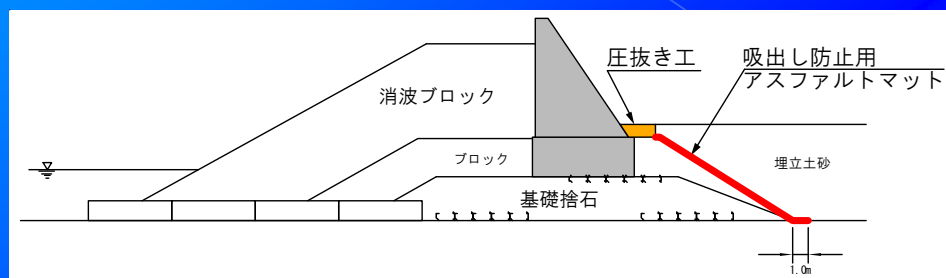 圧抜き工
吸出し防止用
アスファルトマット
消波ブロック
ブロック
埋立土砂
基礎捨石
1.0m